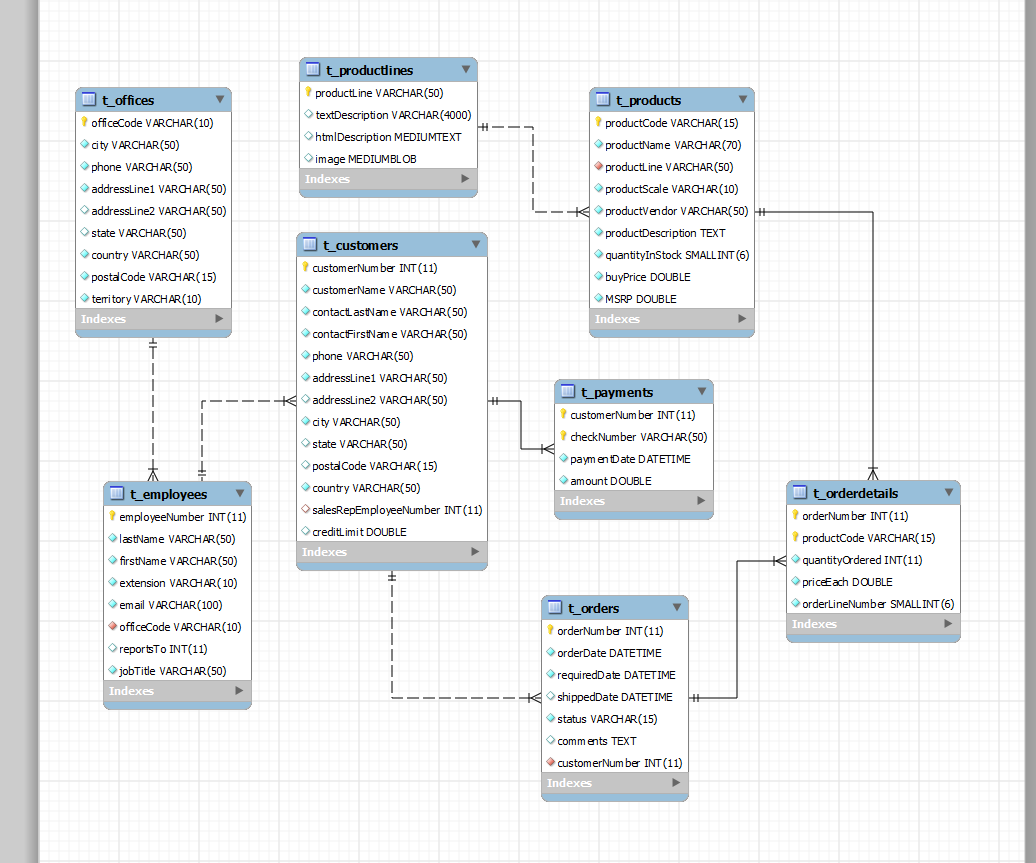 t_offices
officeCode VARCHAR(10)
city VARCHAR(50)
phone VARCHAR(50)
addressLine1 VARCHAR(50)
addressLine2 VARCHAR(50)
state VARCHAR(50)
country VARCHAR(50)
postalCode VARCHAR(15)
territory VARCHAR(10)
Indexes
t_productlines
productLine VARCHAR(50)
textDescription VARCHAR(4000)
htmlDescription MEDIUMTEXT
image MEDIUMBLOB
Indexes
t_products
productCode VARCHAR(15)
productName VARCHAR(70)
productLine VARCHAR(50)
productScale VARCHAR(10)
productVendor VARCHAR(50)
productDescription TEXT
quantityInStock SMALLINT(6)
buyPrice DOUBLE
MSRP DOUBLE
Indexes
t_customers
customerNumber INT(11)
customerName VARCHAR(50)
contactLastName VARCHAR(50)
contactFirstName VARCHAR(50)
phone VARCHAR(50)
addressLine1 VARCHAR(50)
addressLine2 VARCHAR(50)
city VARCHAR(50)
state VARCHAR(50)
postalCode VARCHAR(15)
country VARCHAR(50)
salesRepEmployeeNumber INT(11)
creditLimit DOUBLE
Indexes
t_payments
customerNumber INT(11)
checkNumber VARCHAR(50)
paymentDate DATETIME
amount DOUBLE
Indexes
t_employees
employeeNumber INT(11)
lastName VARCHAR(50)
firstName VARCHAR(50)
extension VARCHAR(10)
email VARCHAR(100)
officeCode VARCHAR(10)
reportsTo INT(11)
jobTitle VARCHAR(50)
Indexes
t_orderdetails
orderNumber INT(11)
productCode VARCHAR(15)
quantityOrdered INT(11)
priceEach DOUBLE
orderLineNumber SMALLINT(6)
Indexes
t_orders
orderNumber INT(11)
orderDate DATETIME
requiredDate DATETIME
shippedDate DATETIME
status VARCHAR(15)
comments TEXT
customerNumber INT(11)
Indexes